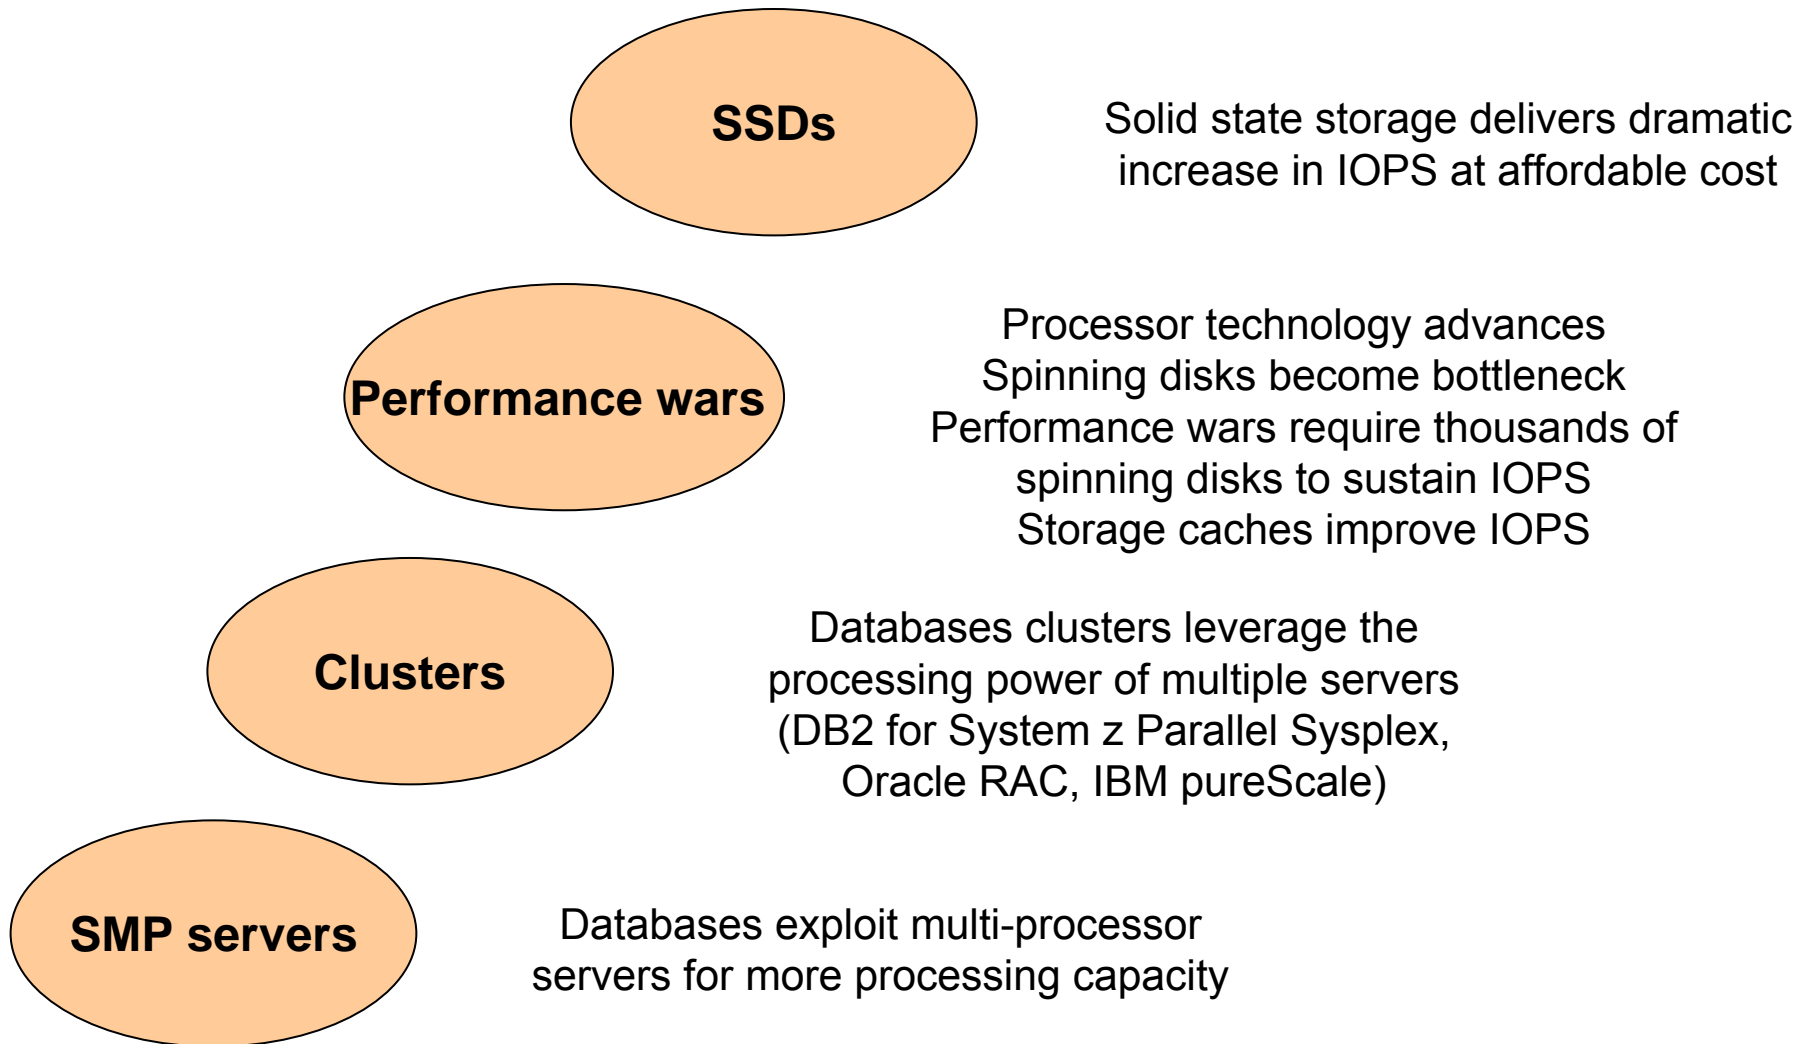 SSDs
Solid state storage delivers dramatic
increase in IOPS at affordable cost
Performance wars
Processor technology advances
Spinning disks become bottleneck
Performance wars require thousands of
spinning disks to sustain IOPS
Storage caches improve IOPS
Clusters
Databases clusters leverage the
processing power of multiple servers
(DB2 for System z Parallel Sysplex,
Oracle RAC, IBM pureScale)
SMP servers
Databases exploit multi-processor
servers for more processing capacity